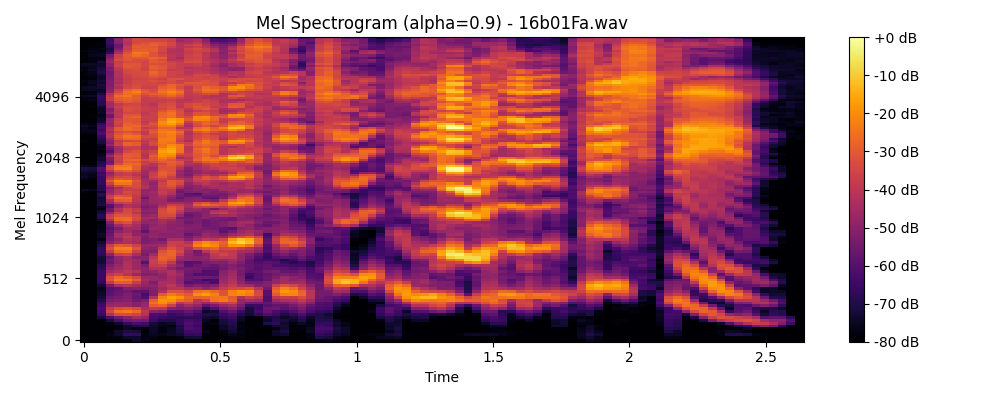 Mel Spectrogram (alpha=0.9) - 16b01Fa.wav
+0 dB
-10 dB
-20 dB
-30 dB
-40 dB
-50 dB
-60 dB
-70 dB
-80 dB
Mel Frequency
4096
2048
1024
512
0
0 0.5 1 1.5 2 2.5
Time